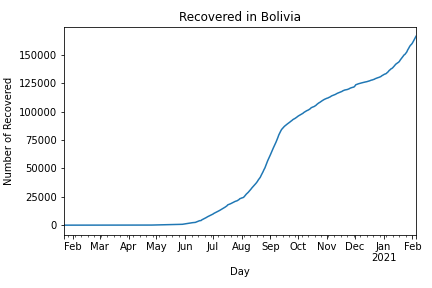 Recovered in Bolivia
Number of Recovered
150000
125000
100000
75000
50000
25000
0
Feb Mar Apr May Jun Jul Aug Sep Oct Nov Dec Jan Feb
2021
Day